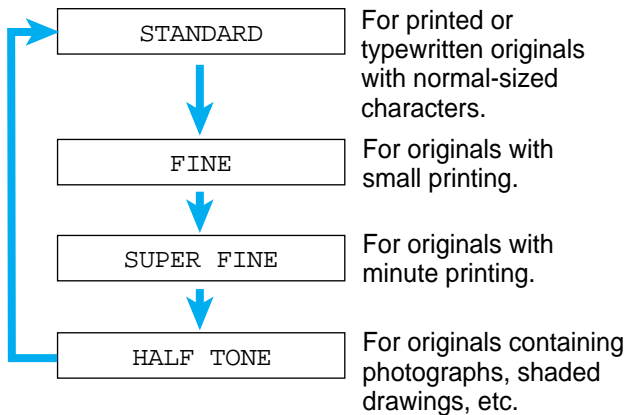 STANDARD
For printed or
typewritten originals
with normal-sized
characters.
FINE
For originals with
small printing.
SUPER FINE
For originals with
minute printing.
HALF TONE
For originals containing
photographs, shaded
drawings, etc.